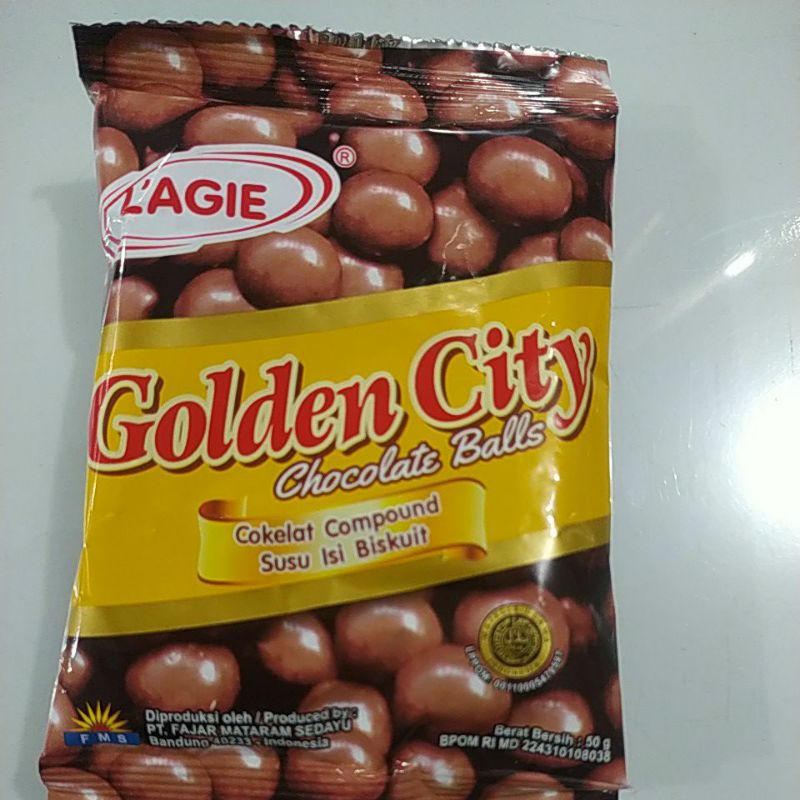 L'AGIE ®
Golden City
Chocolate Balls
Cokelat Compound
Susu Isi Biskuit
FMS
Diproduksi oleh / Produced by :
PT. FAJAR MATARAM SEDAYU
Bandung 40233 - Indonesia
Berat Bersih : 50 g
BPOM RI MD 224310108038